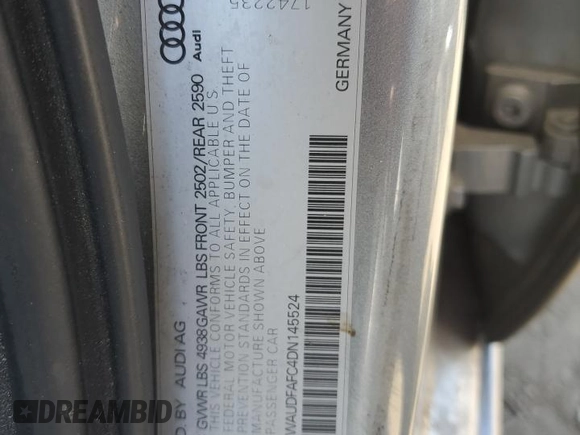 D. BY AUDI AG
GVWR LBS 4938 GAWR LBS FRONT 2502/REAR 2590
THIS VEHICLE CONFORMS TO ALL APPLICABLE U.S.
FEDERAL MOTOR VEHICLE SAFETY, BUMPER AND THEFT
PREVENTION STANDARDS IN EFFECT ON THE DATE OF
MANUFACTURE SHOWN ABOVE
PASSENGER CAR
WAUDFAFC4DN145524
Audi
1742235
GERMANY
DREAMBID